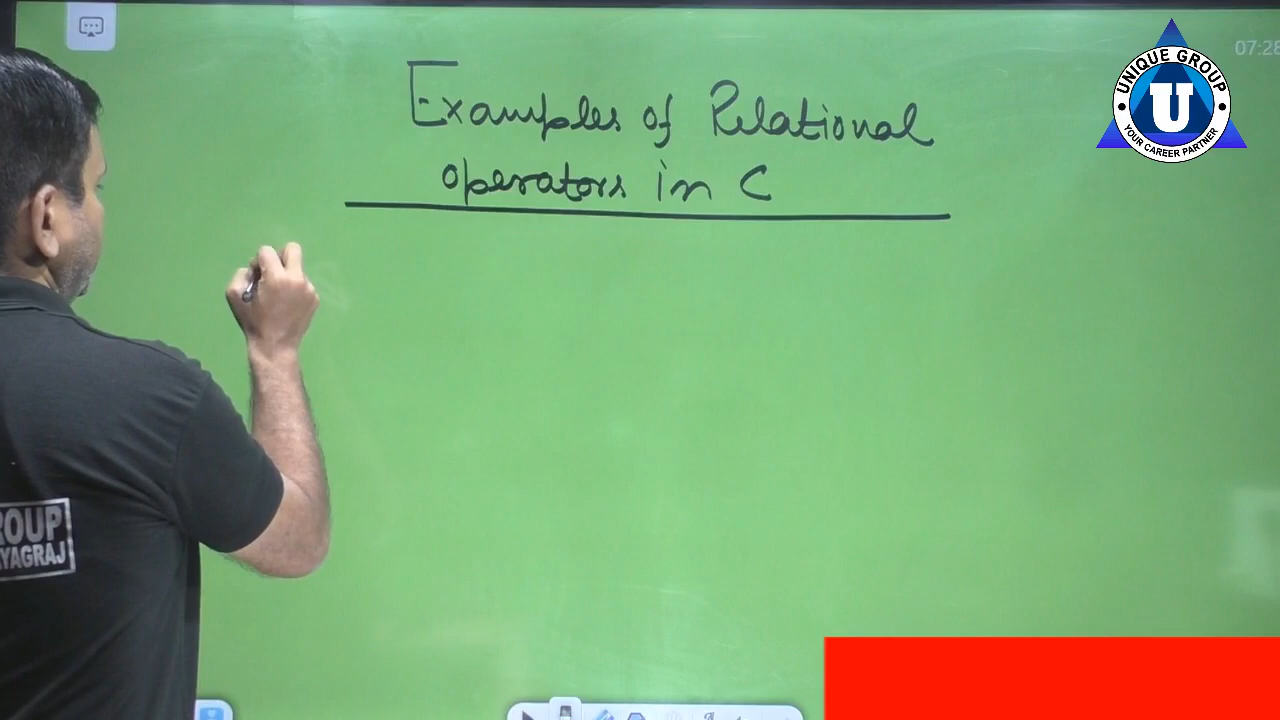 Examples of Relational
operators in C
07:28
UNIQUE GROUP
U
YOUR CAREER PARTNER
ROUP
YAGRAJ